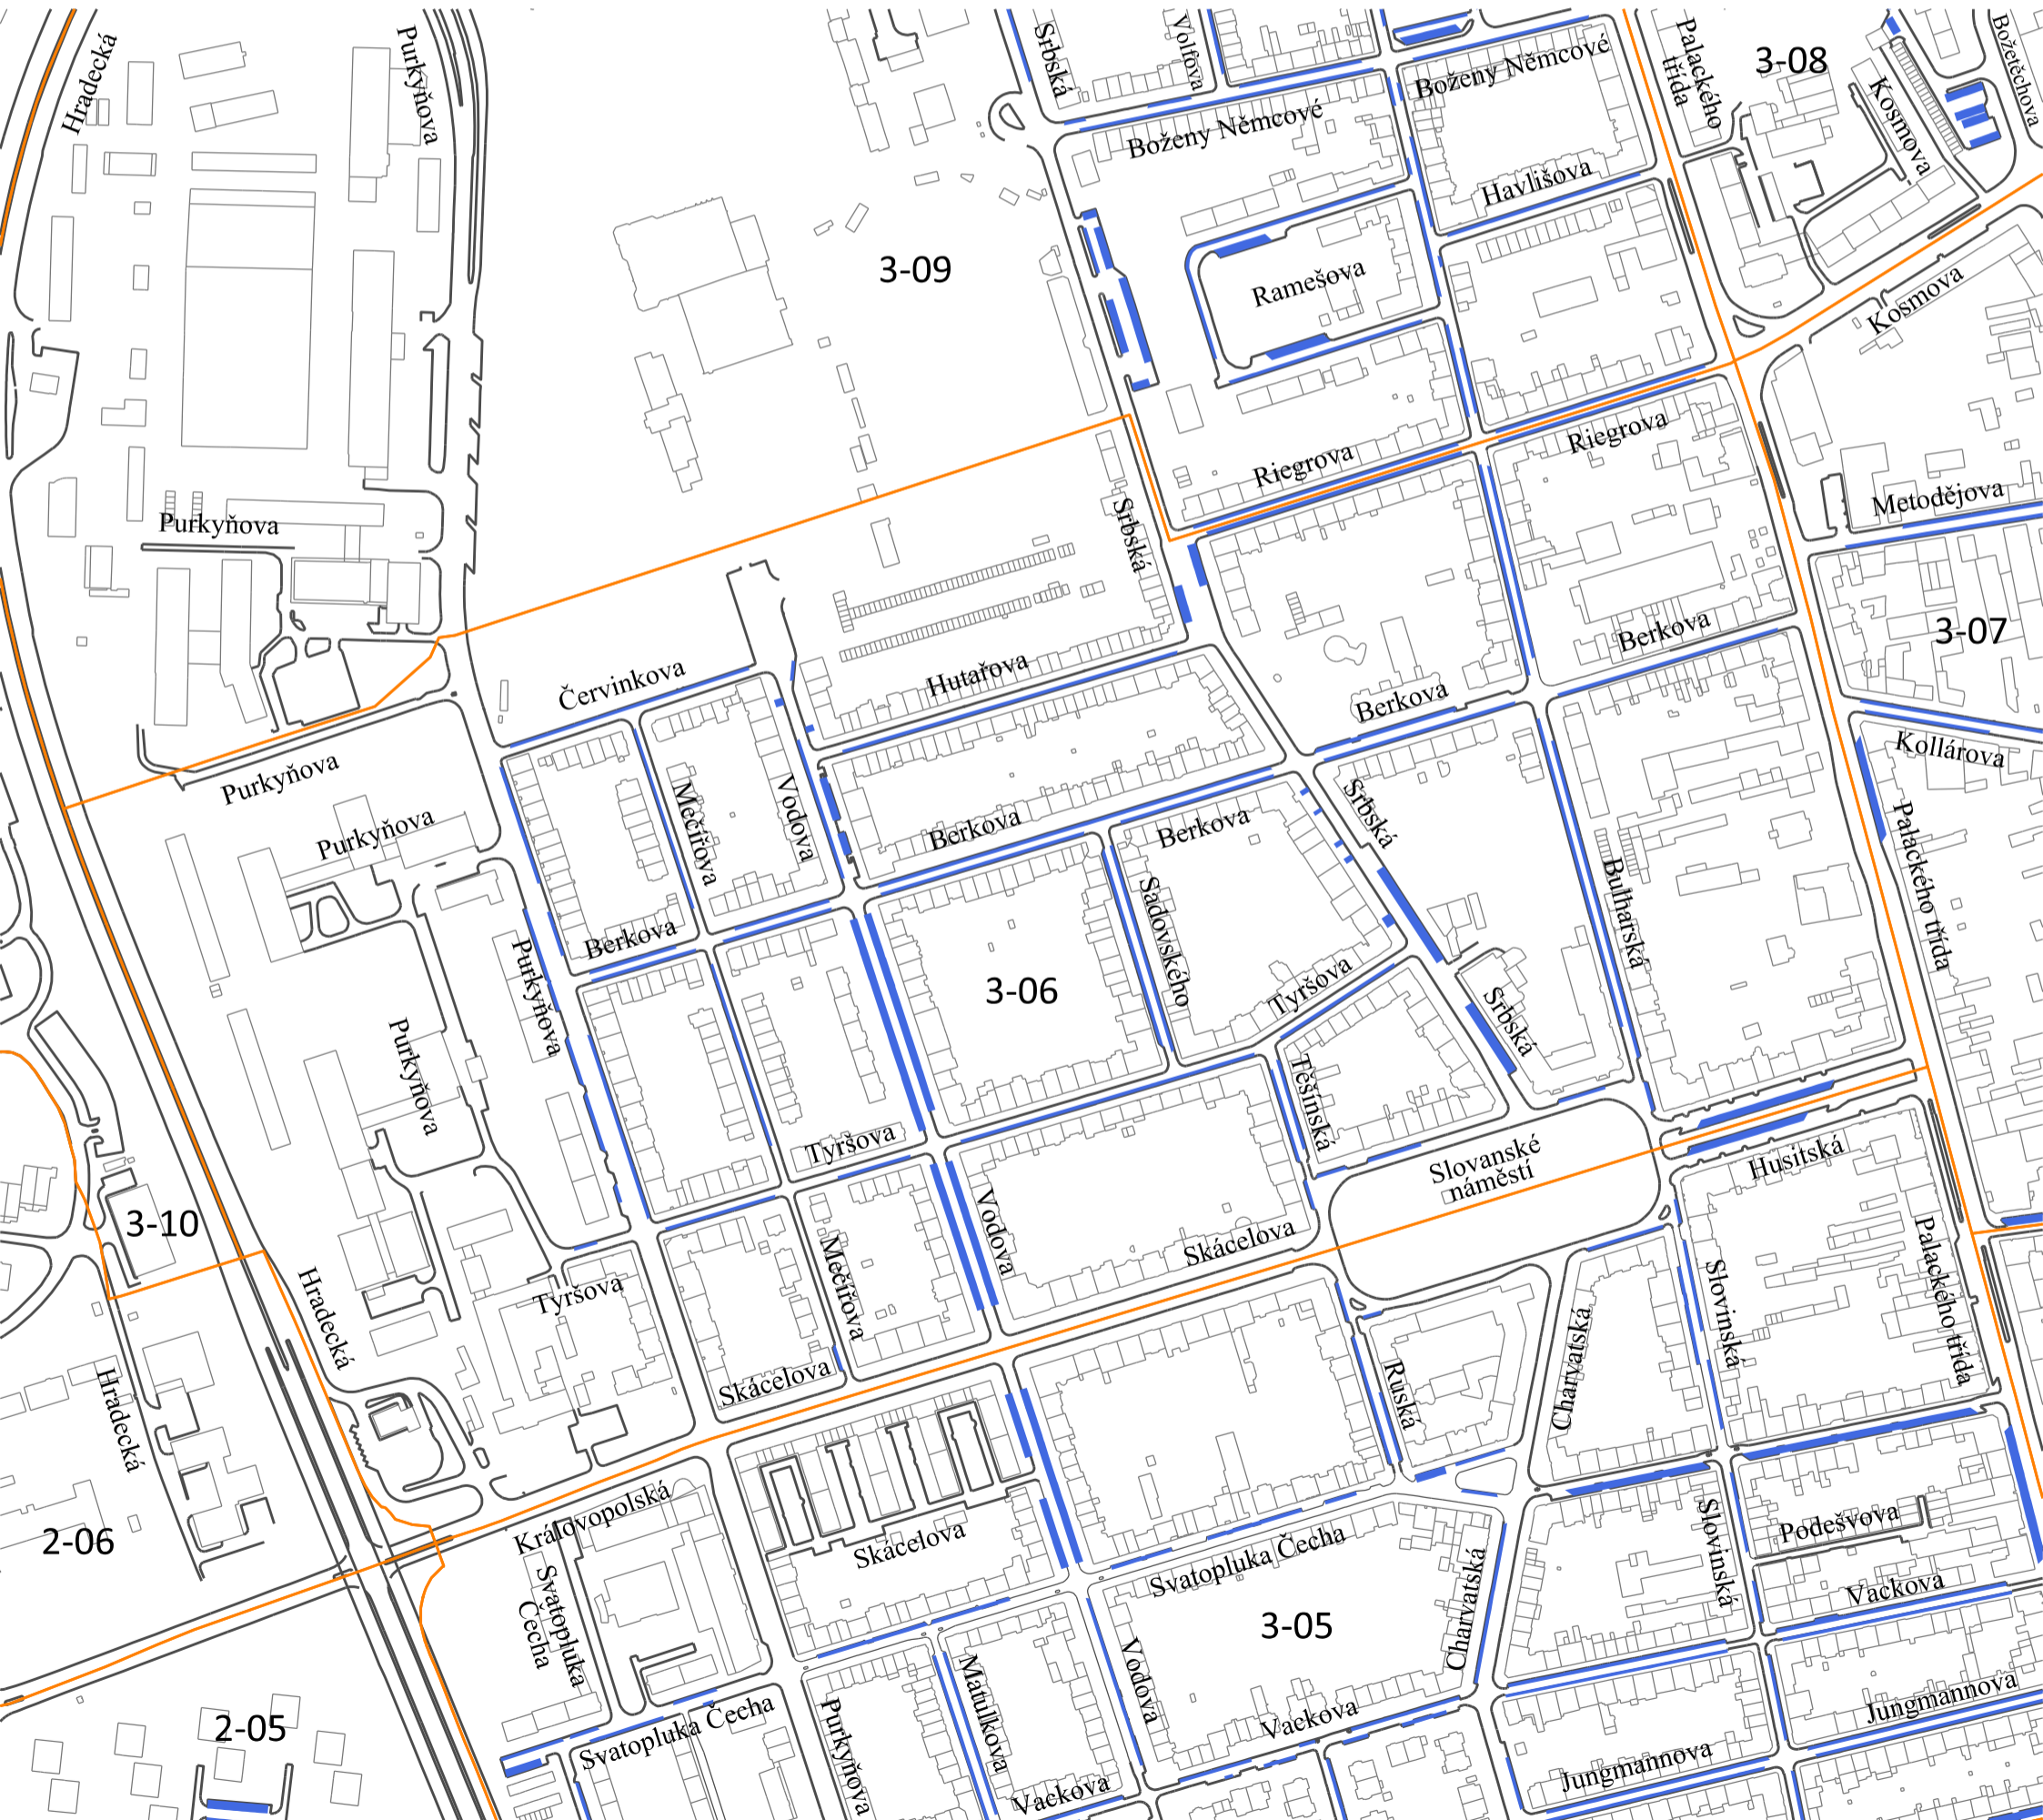 Hradecká
Purkyňova
Srbská
Volfova
Boženy Němcové
Boženy Němcové
Palackého
třída
3-08
Kosmova
Božetěchova
Havlišova
3-09
Ramešova
Kosmova
Riegrova
Riegrova
Metodějova
Purkyňova
Srbská
3-07
Berkova
Červinkova
Hutařova
Berkova
Kollárova
Purkyňova
Purkyňova
Mečířova
Vodova
Berkova
Berkova
Srbská
Bulharská
Palackého třída
Berkova
Purkyňova
Sadovského
Tyršova
3-06
Srbská
Purkyňova
Těšínská
Tyršova
Slovanské
náměstí
Husitská
3-10
Vodova
Skácelova
Slovinská
Palackého třída
Hradecká
Tyršova
Mečířova
Charvatská
Hradecká
Skácelova
Ruská
Královopolská
Skácelova
Svatopluka Čecha
Slovinská
Podešvova
2-06
Svatopluka
Čecha
3-05
Charvatská
Vackova
Matulkova
Vodova
Vackova
Jungmannova
2-05
Svatopluka Čecha
Purkyňova
Vackova
Jungmannova